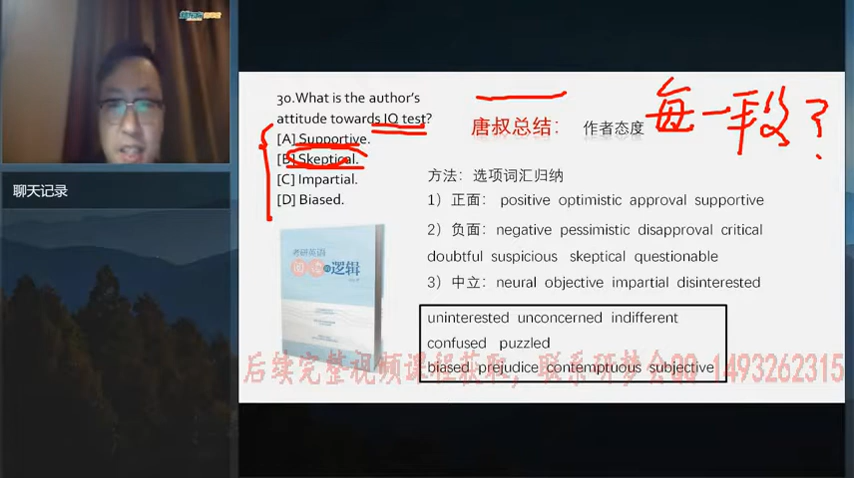 聊天记录
30.What is the author's
attitude towards IQ test?
[A] Supportive.
[B] Skeptical.
[C] Impartial.
[D] Biased.
唐叔总结： 作者态度
每一段?
方法：选项词汇归纳
1）正面： positive optimistic approval supportive
2）负面：negative pessimistic disapproval critical
doubtful suspicious skeptical questionable
3）中立：neural objective impartial disinterested
uninterested unconcerned indifferent
confused puzzled
biased prejudice contemptuous subjective
考研英语
阅读的逻辑
后续完整视频课程获取，联系研梦会QQ 1493262315